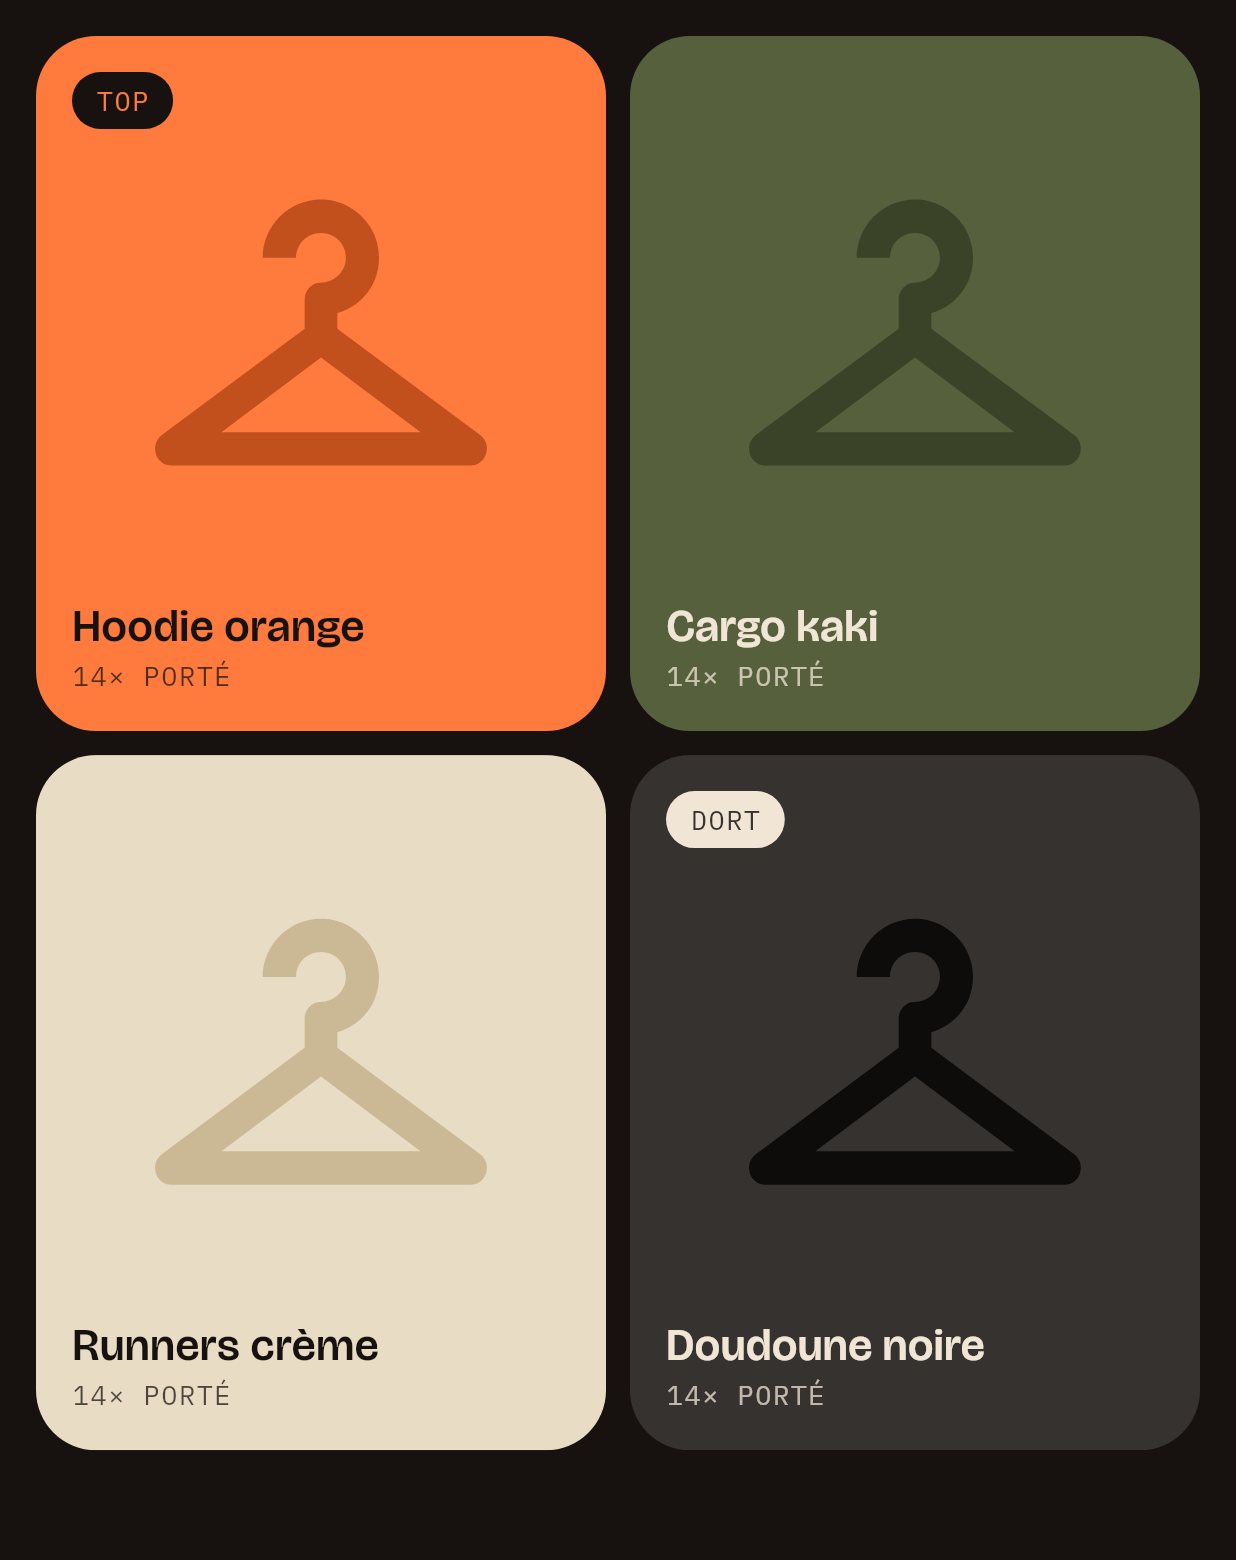 TOP
Hoodie orange
14× PORTÉ
Cargo kaki
14× PORTÉ
Runners crème
14× PORTÉ
DORT
Doudoune noire
14× PORTÉ